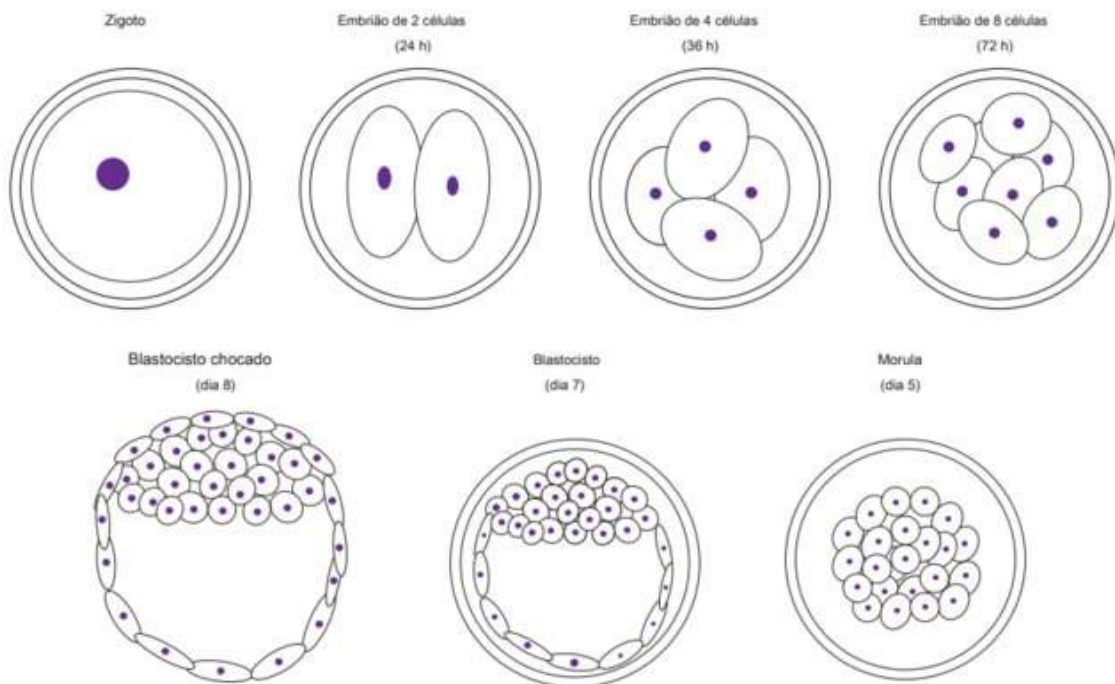 Zigoto
Embrião de 2 células
(24 h)
Embrião de 4 células
(36 h)
Embrião de 8 células
(72 h)
Blastocisto chocado
(dia 8)
Blastocisto
(dia 7)
Morula
(dia 5)